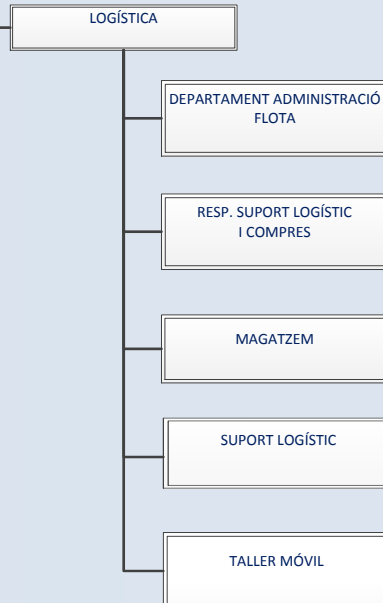 LOGÍSTICA
DEPARTAMENT ADMINISTRACIÓ
FLOTA
RESP. SUPORT LOGÍSTIC
I COMPRES
MAGATZEM
SUPORT LOGÍSTIC
TALLER MÓVIL